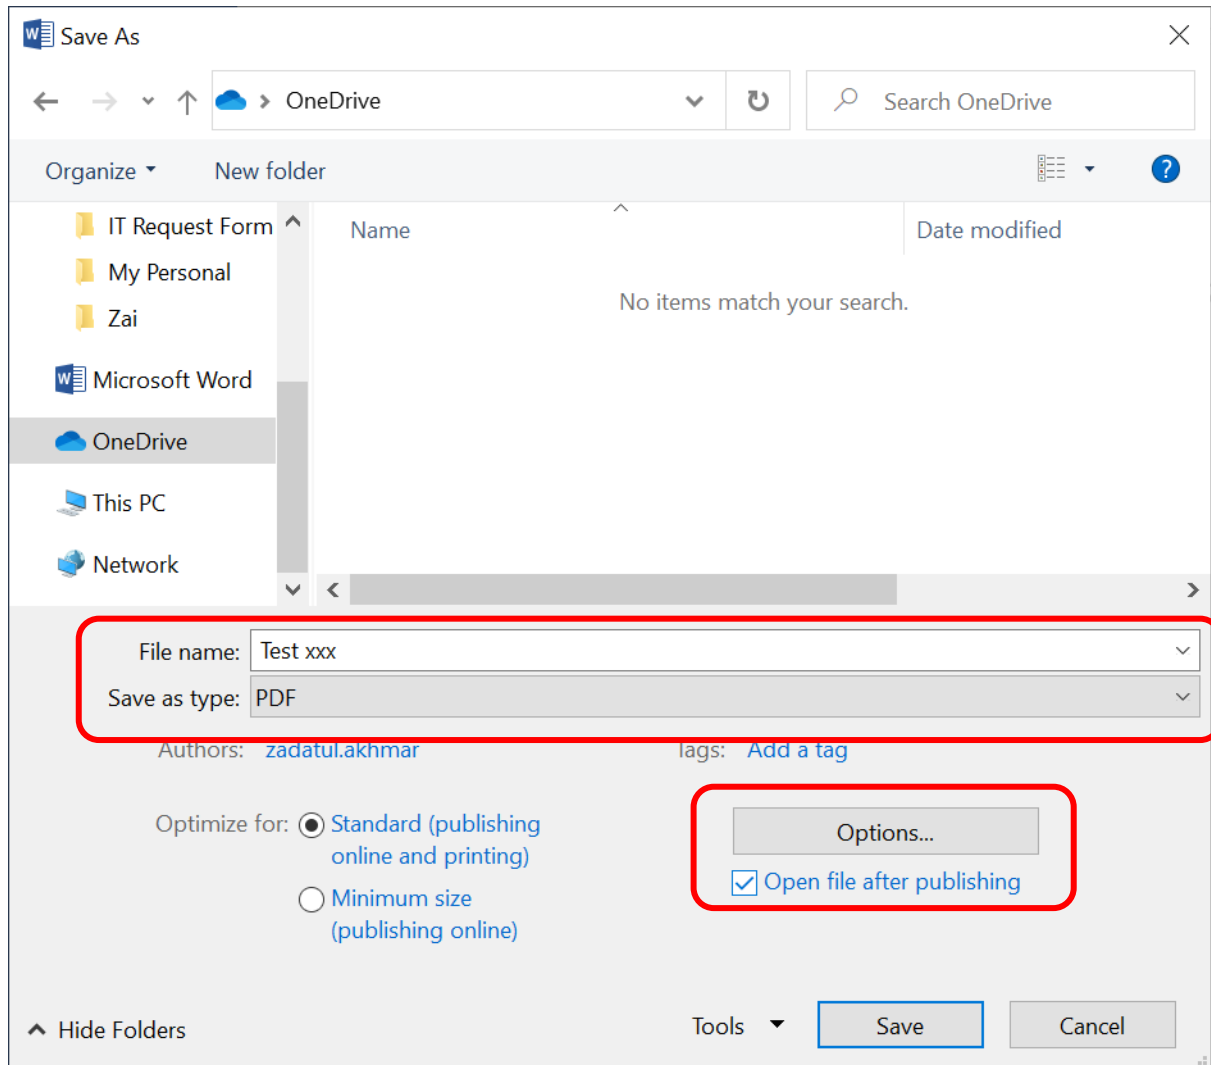 Save As
OneDrive
Search OneDrive
Organize
New folder
IT Request Form
Name
Date modified
My Personal
No items match your search.
Zai
Microsoft Word
OneDrive
This PC
Network
File name: Test xxx
Save as type: PDF
Authors: zadatul.akhmar
Tags: Add a tag
Optimize for: Standard (publishing
online and printing)
Minimum size
(publishing online)
Options...
Open file after publishing
Hide Folders
Tools
Save
Cancel